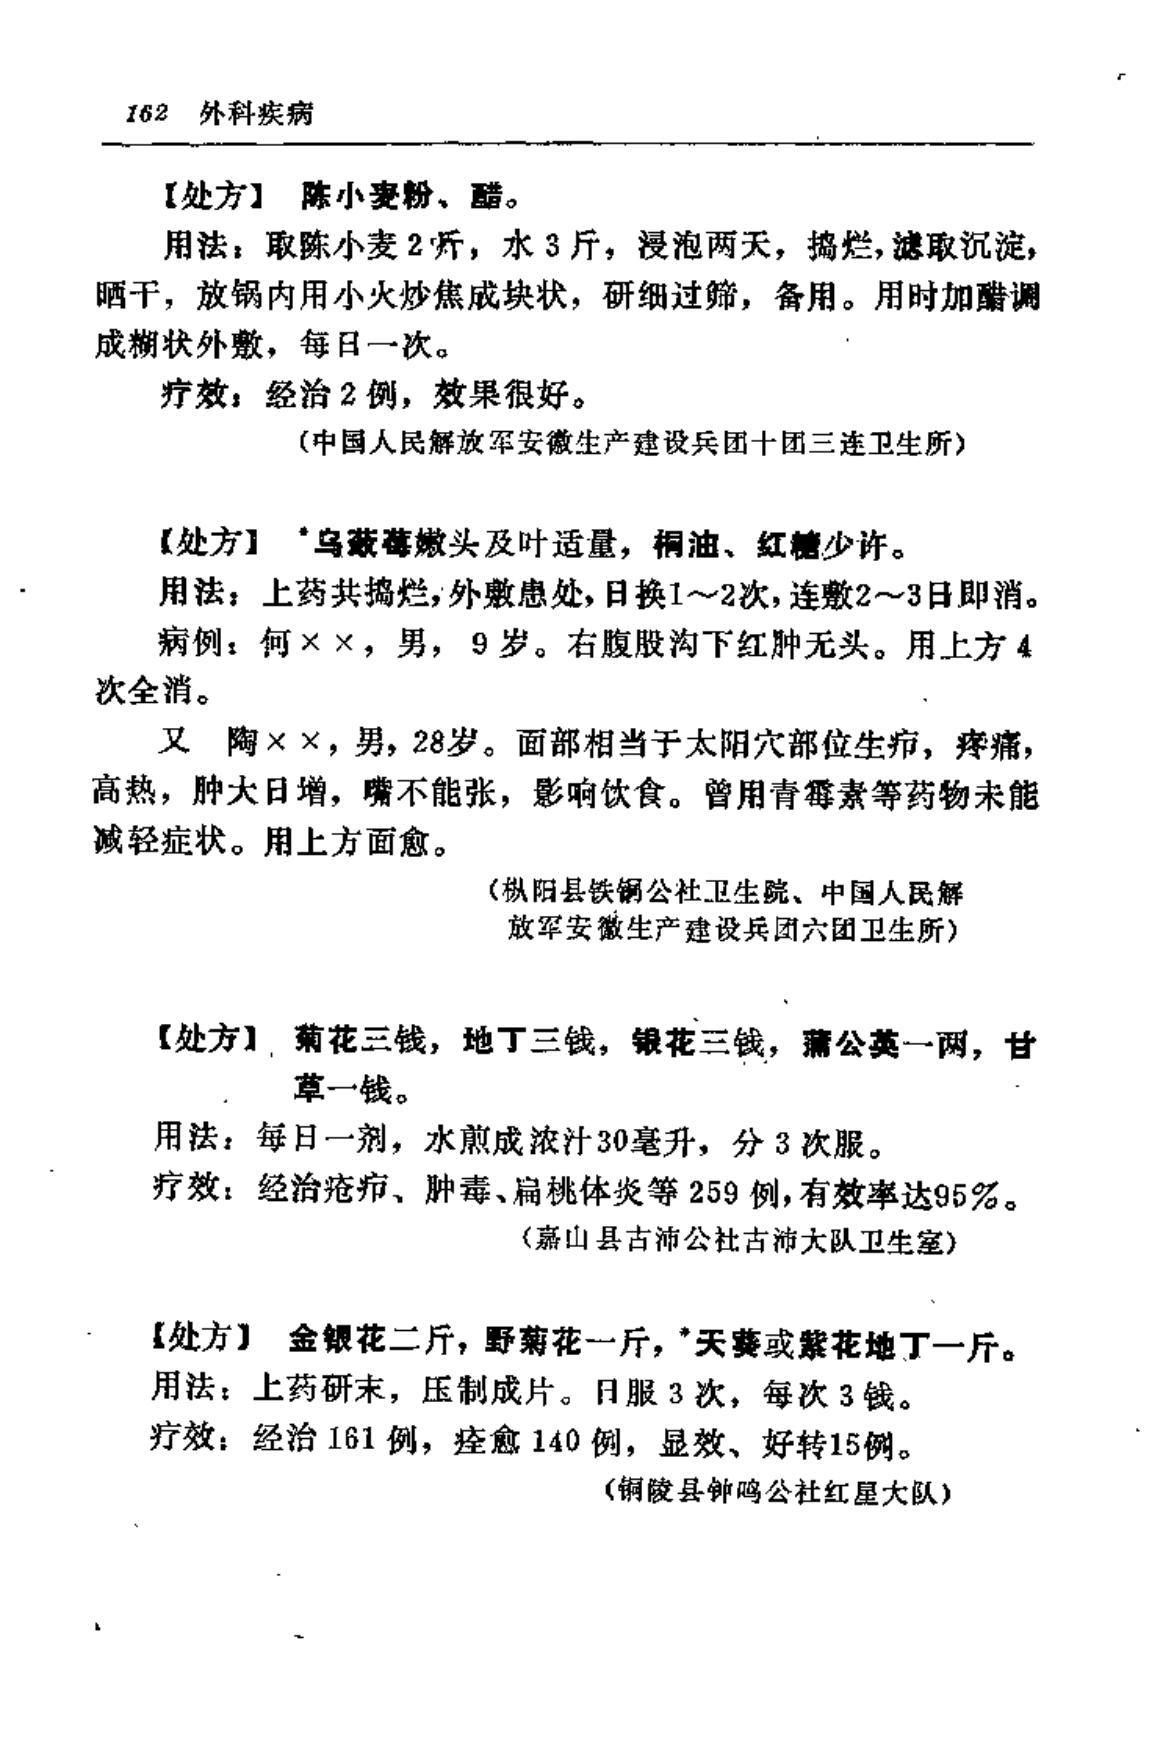 162 外科疾病
【处方】 陈小麦粉、醋。
用法：取陈小麦2斤，水3斤，浸泡两天，捣烂，滤取沉淀，
晒干，放锅内用小火炒焦成块状，研细过筛，备用。用时加醋调
成糊状外敷，每日一次。
疗效：经治2例，效果很好。
（中国人民解放军安徽生产建设兵团十团三连卫生所）
【处方】 *乌蔹莓嫩头及叶适量，桐油、红糖少许。
用法：上药共捣烂，外敷患处，日换1～2次，连敷2～3日即消。
病例：何××，男，9岁。右腹股沟下红肿无头。用上方4
次全消。
又 陶××，男，28岁。面部相当于太阳穴部位生疖，疼痛，
高热，肿大日增，嘴不能张，影响饮食。曾用青霉素等药物未能
减轻症状。用上方面愈。
（枞阳县铁铜公社卫生院、中国人民解
放军安徽生产建设兵团六团卫生所）
【处方】 菊花三钱，地丁三钱，银花三钱，蒲公英一两，甘
草一钱。
用法：每日一剂，水煎成浓汁30毫升，分3次服。
疗效：经治疮疖、肿毒、扁桃体炎等259例，有效率达95％。
（嘉山县古沛公社古沛大队卫生室）
【处方】 金银花二斤，野菊花一斤，*天葵或紫花地丁一斤。
用法：上药研末，压制成片。日服3次，每次3钱。
疗效：经治161例，痊愈140例，显效、好转15例。
（铜陵县钟鸣公社红星大队）